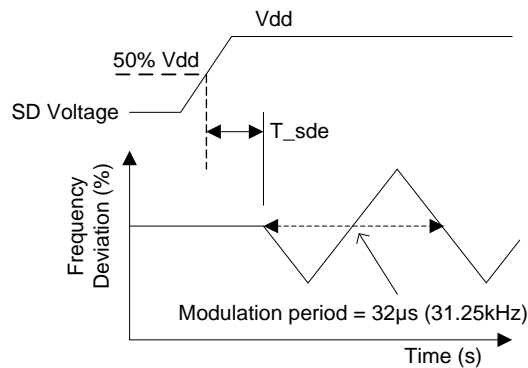 Vdd
50% Vdd
SD Voltage
T_sde
Frequency
Deviation (%)
Modulation period = 32µs (31.25kHz)
Time (s)